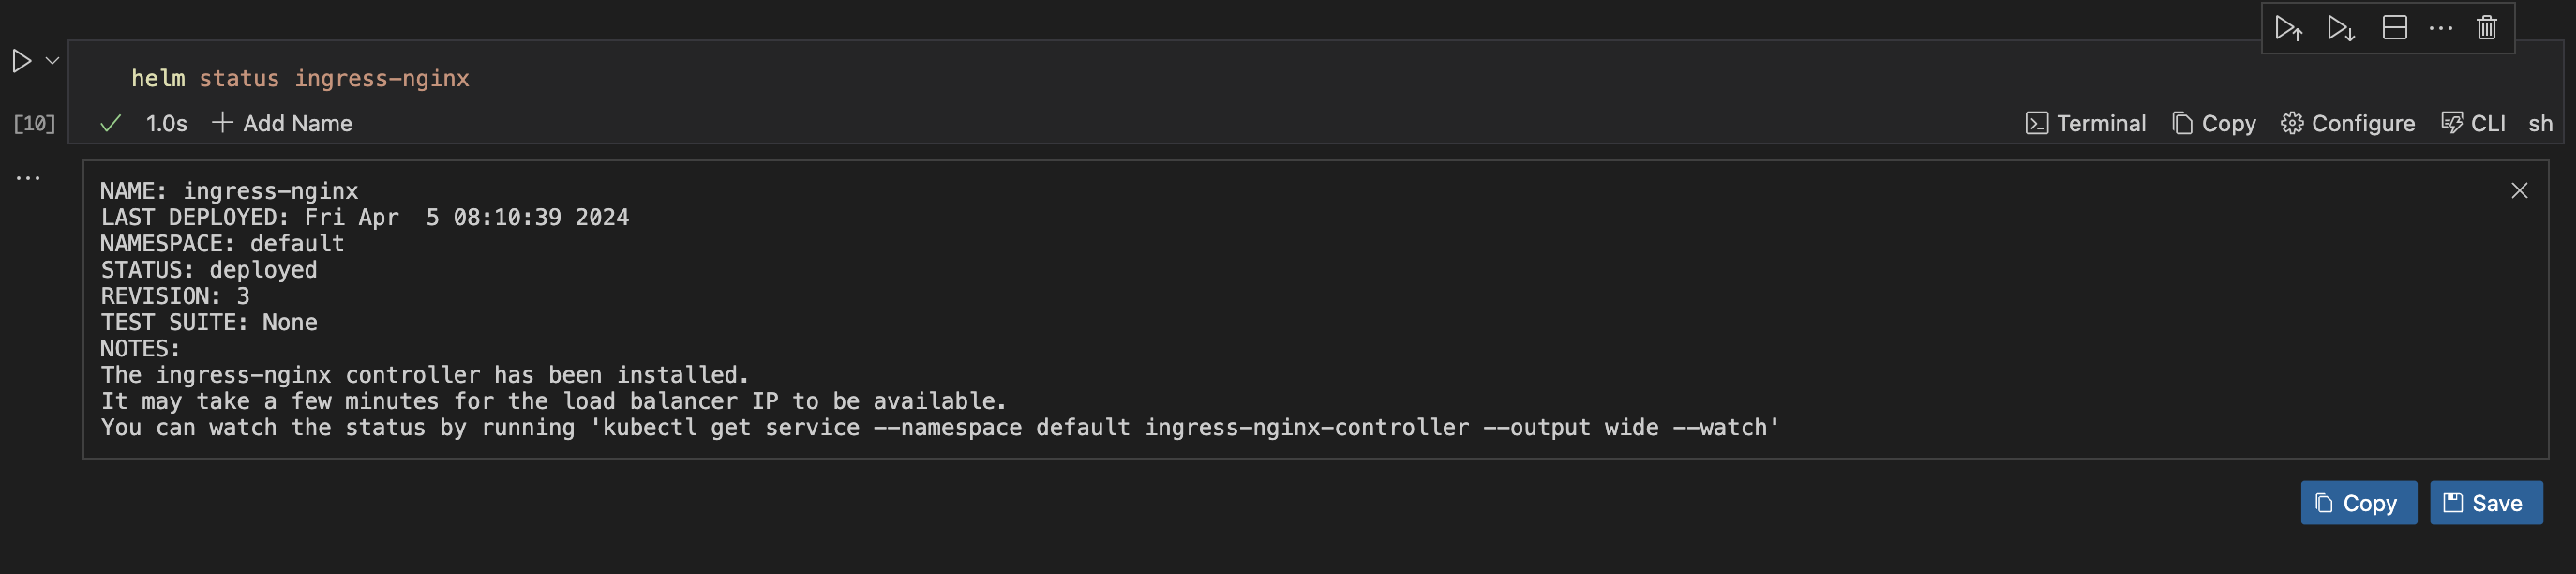 helm status ingress-nginx
[10]
1.0s
Add Name
Terminal
Copy
Configure
CLI
sh
NAME: ingress-nginx
LAST DEPLOYED: Fri Apr  5 08:10:39 2024
NAMESPACE: default
STATUS: deployed
REVISION: 3
TEST SUITE: None
NOTES:
The ingress-nginx controller has been installed.
It may take a few minutes for the load balancer IP to be available.
You can watch the status by running 'kubectl get service --namespace default ingress-nginx-controller --output wide --watch'
Copy
Save